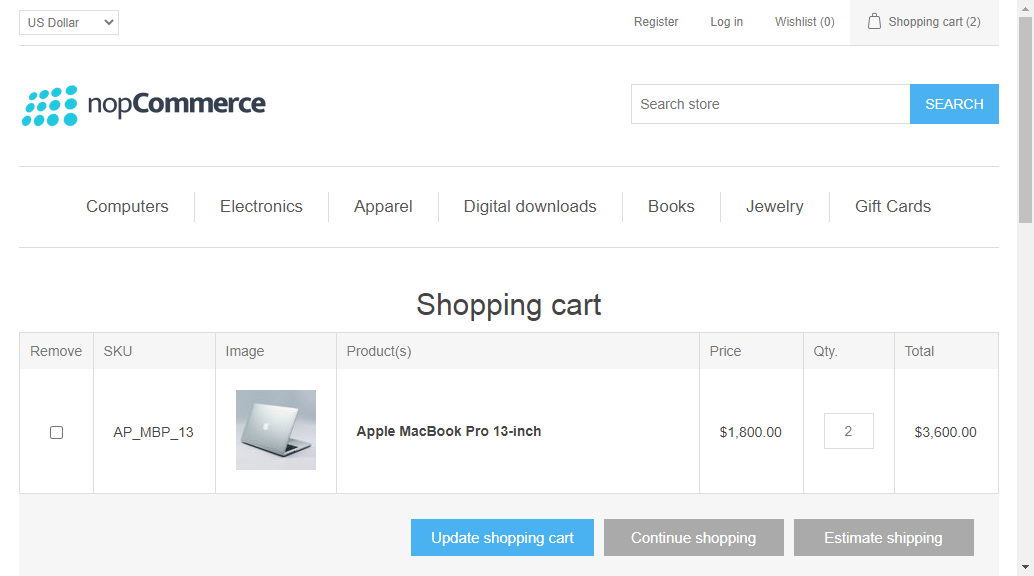 US Dollar Register Log in Wishlist (0) Shopping cart (2)
nopCommerce
Search store SEARCH
Computers Electronics Apparel Digital downloads Books Jewelry Gift Cards
Shopping cart
Remove SKU Image Product(s) Price Qty. Total
AP_MBP_13 Apple MacBook Pro 13-inch $1,800.00 2 $3,600.00
Update shopping cart Continue shopping Estimate shipping